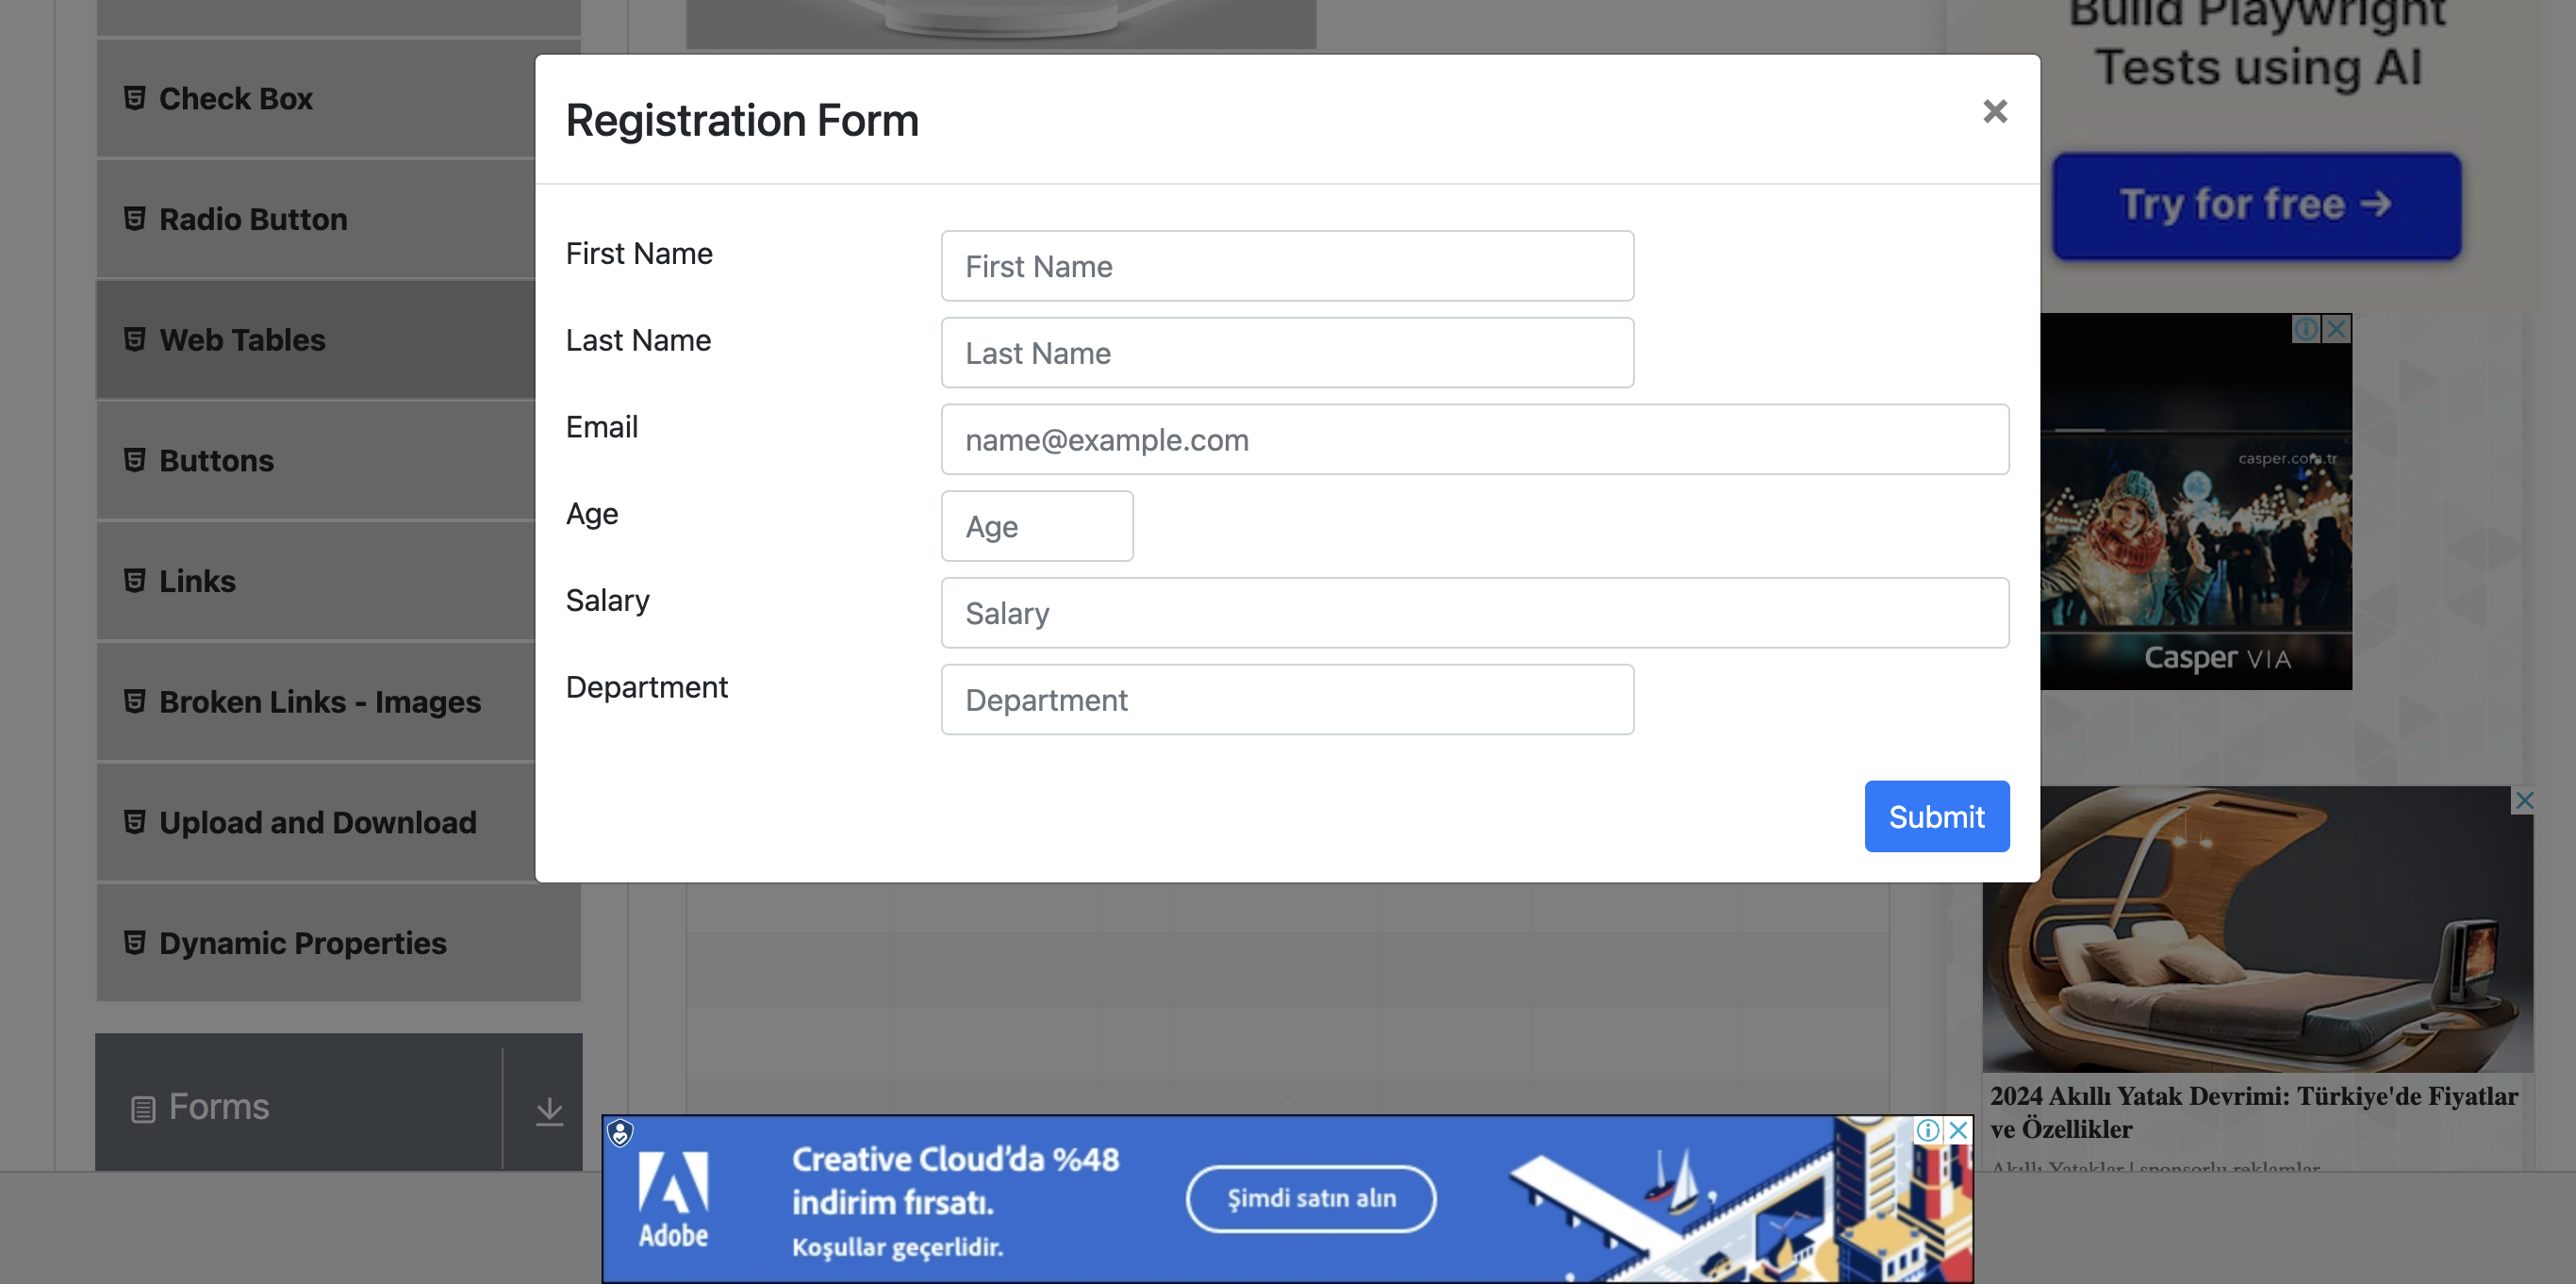 Check Box
Radio Button
Web Tables
Buttons
Links
Broken Links - Images
Upload and Download
Dynamic Properties
Forms
Registration Form
×
First Name
First Name
Last Name
Last Name
Email
name@example.com
Age
Age
Salary
Salary
Department
Department
Submit
Build Playwright
Tests using AI
Try for free →
casper.com.tr
Casper VIA
2024 Akıllı Yatak Devrimi: Türkiye'de Fiyatlar
ve Özellikler
Akıllı Yataklar | sponsorlu reklamlar
Adobe
Creative Cloud'da %48
indirim fırsatı.
Koşullar geçerlidir.
Şimdi satın alın